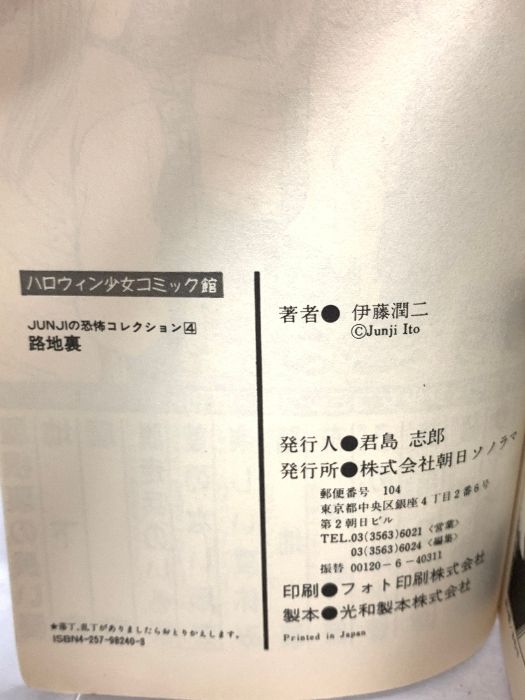 ハロウィン少女コミック館
JUNJIの恐怖コレクション4
路地裏
著者● 伊藤潤二
©Junji Ito
発行人●君島 志郎
発行所●株式会社朝日ソノラマ
郵便番号 104
東京都中央区銀座4丁目2番6号
第2朝日ビル
TEL.03(3563)6021〈営業〉
03(3563)6024〈編集〉
振替 00120-6-40311
印刷●フォト印刷株式会社
製本●光和製本株式会社
Printed in Japan
★落丁、乱丁がありましたらおとりかえします。
ISBN4-257-98240-8